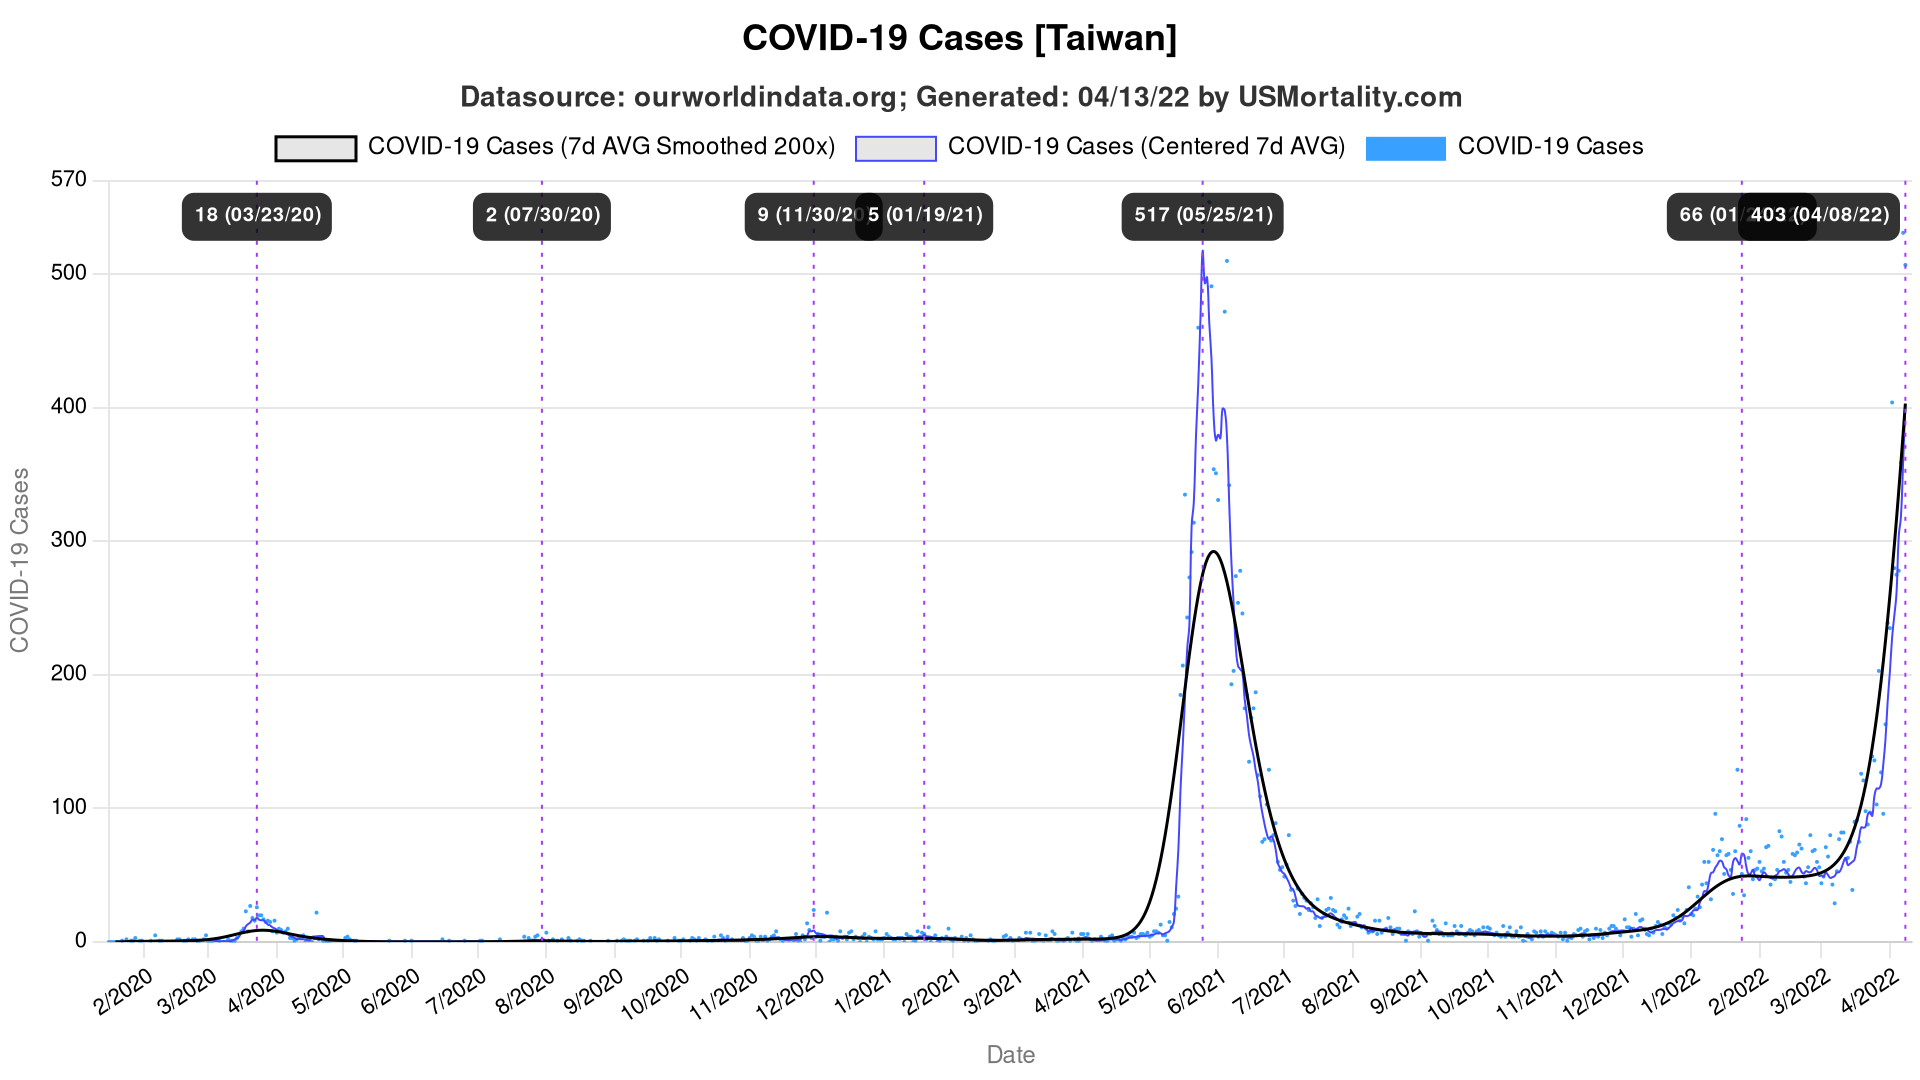 COVID-19 Cases [Taiwan]
Datasource: ourworldindata.org; Generated: 04/13/22 by USMortality.com
COVID-19 Cases (7d AVG Smoothed 200x) COVID-19 Cases (Centered 7d AVG) COVID-19 Cases
18 (03/23/20) 2 (07/30/20) 9 (11/30/20) 5 (01/19/21) 517 (05/25/21) 66 (01/ 403 (04/08/22)
570
500
400
300
200
100
0
COVID-19 Cases
2/2020 3/2020 4/2020 5/2020 6/2020 7/2020 8/2020 9/2020 10/2020 11/2020 12/2020 1/2021 2/2021 3/2021 4/2021 5/2021 6/2021 7/2021 8/2021 9/2021 10/2021 11/2021 12/2021 1/2022 2/2022 3/2022 4/2022
Date